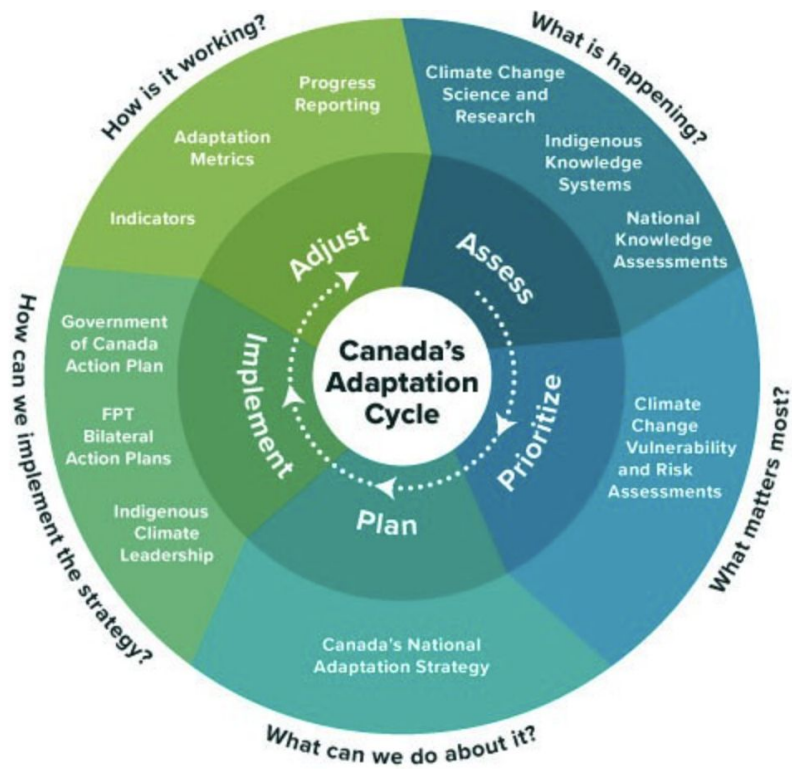 Canada's
Adaptation
Cycle
What is happening?
Assess
Climate Change
Science and
Research
Indigenous
Knowledge
Systems
National
Knowledge
Assessments
What matters most?
Prioritize
Climate
Change
Vulnerability
and Risk
Assessments
What can we do about it?
Plan
Canada's National
Adaptation Strategy
How can we implement the strategy?
Implement
Government
of Canada
Action Plan
FPT
Bilateral
Action Plans
Indigenous
Climate
Leadership
How is it working?
Adjust
Progress
Reporting
Adaptation
Metrics
Indicators